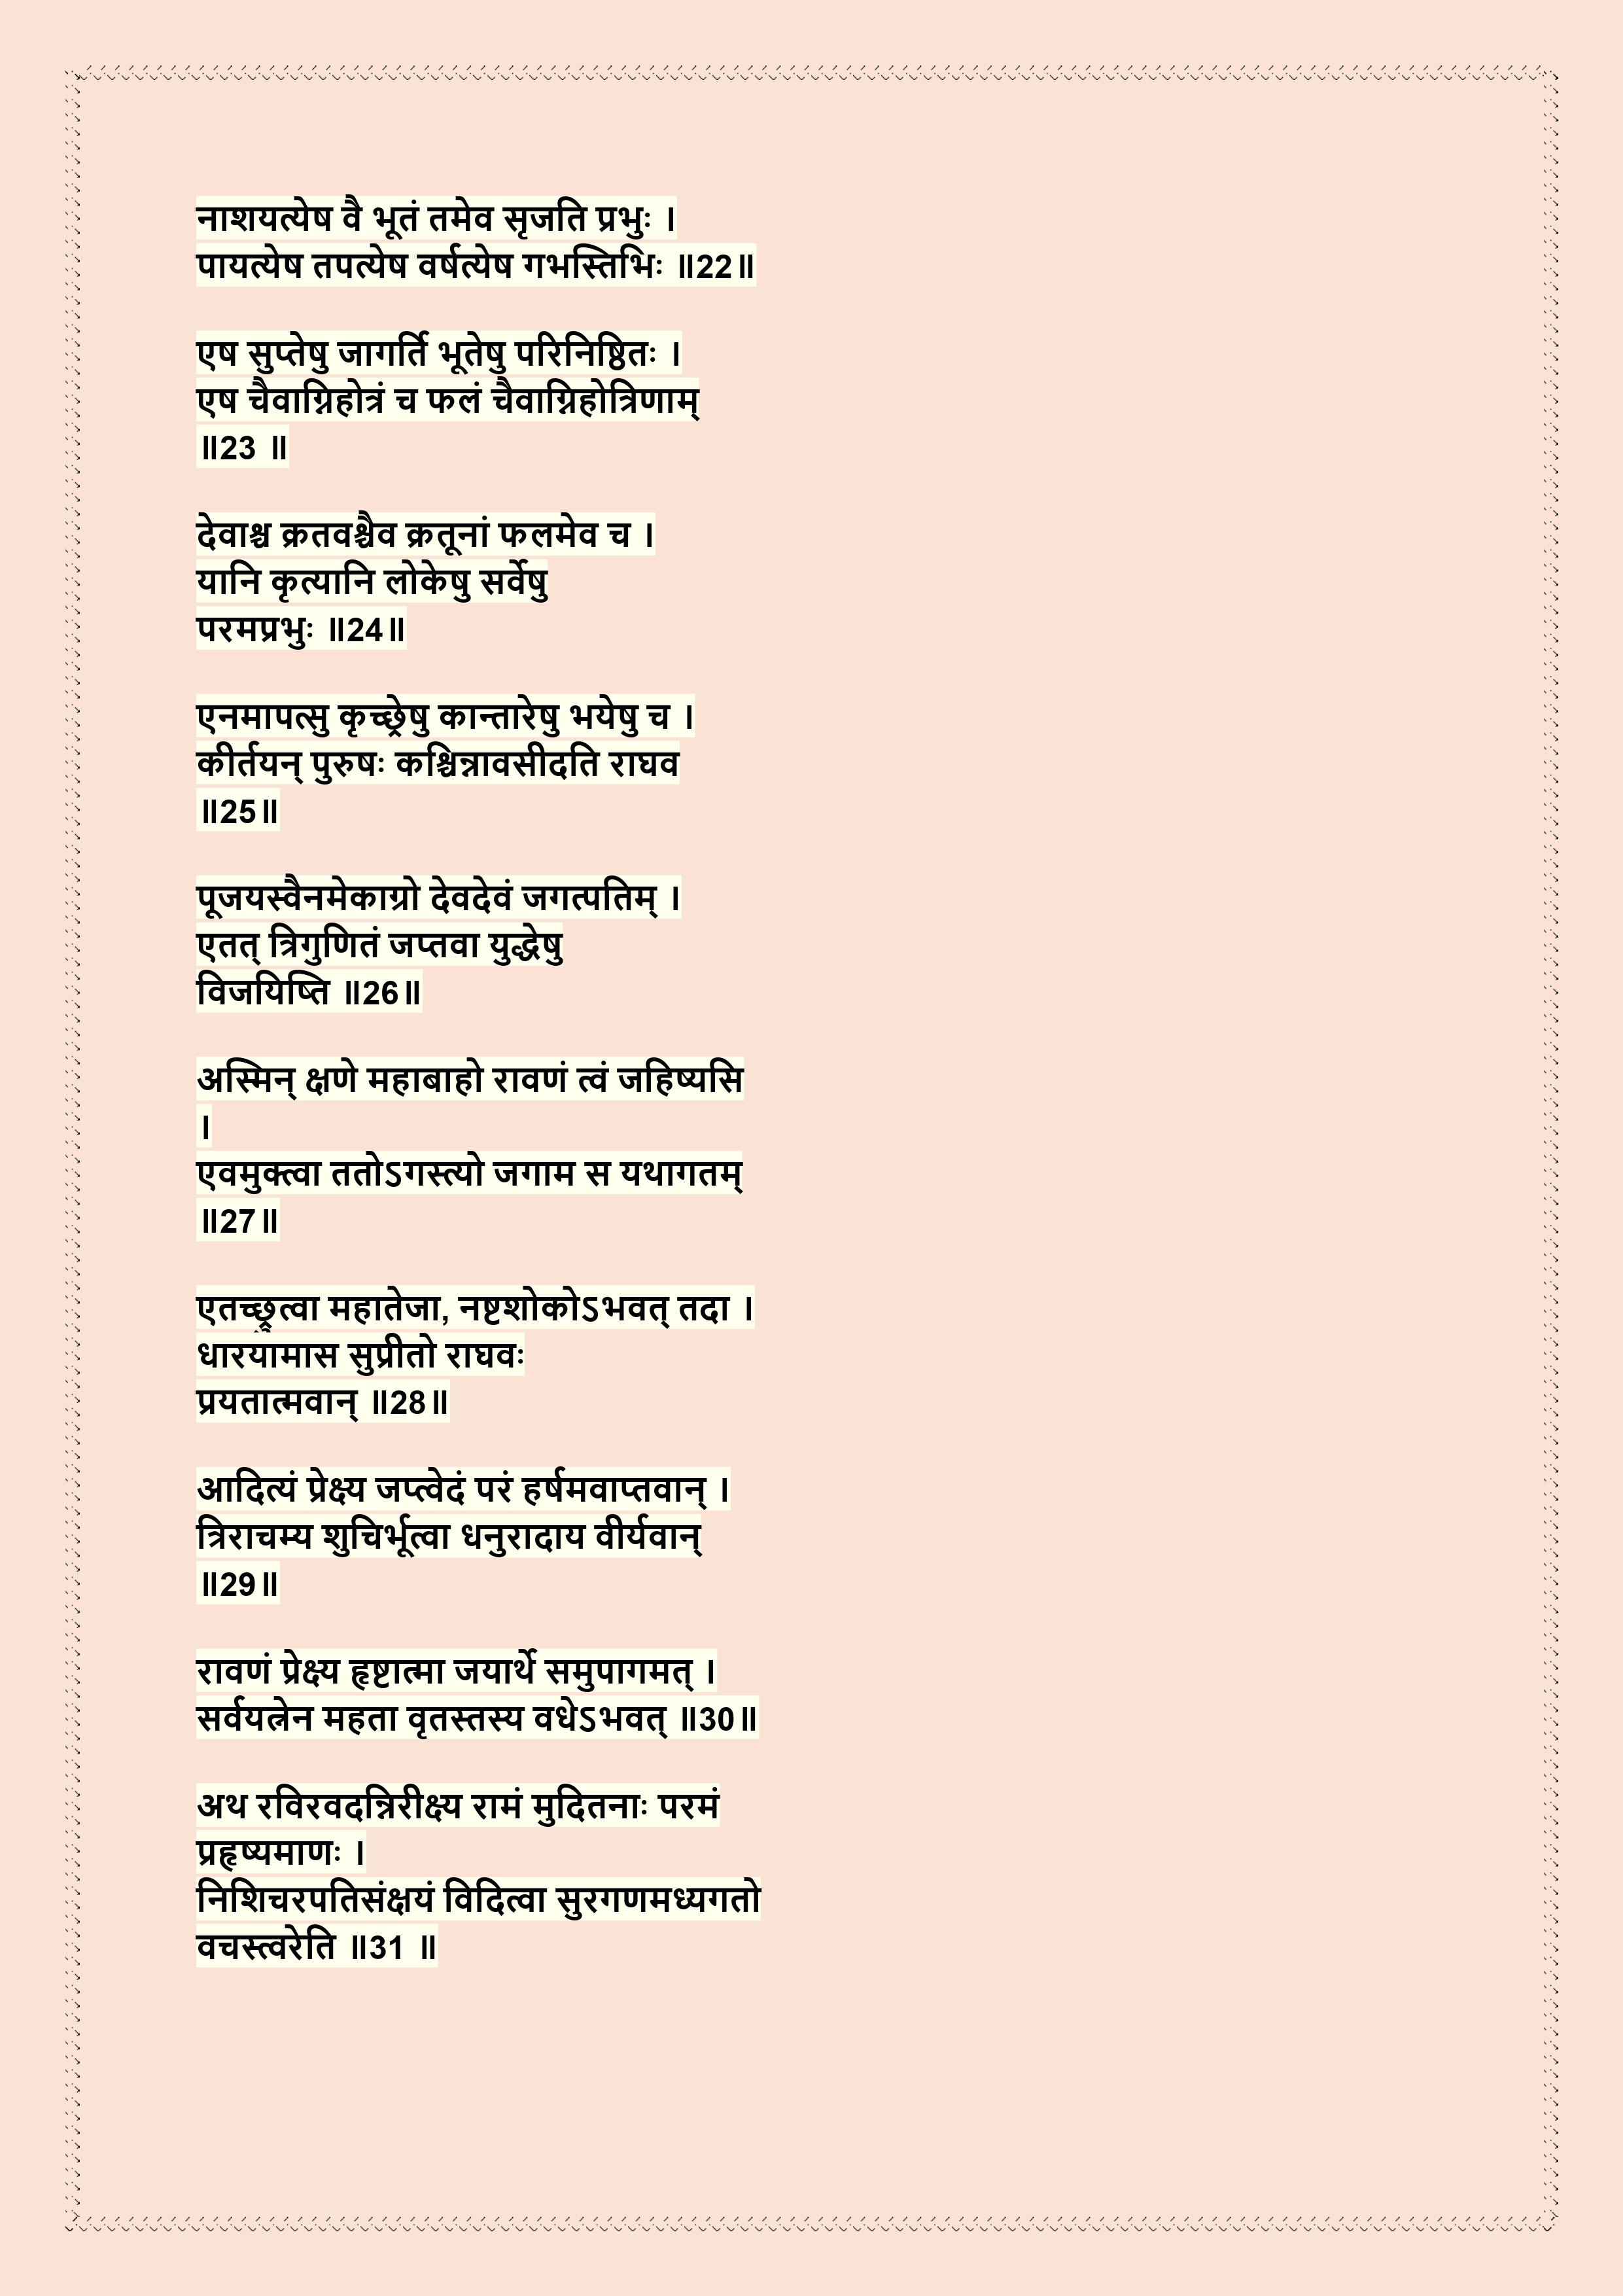 नाशयत्येष वै भूतं तमेव सृजति प्रभुः ।
पायत्येष तपत्येष वर्षत्येष गभस्तिभिः ॥22॥
एष सुप्तेषु जागर्ति भूतेषु परिनिष्ठितः ।
एष चैवाग्निहोत्रं च फलं चैवाग्निहोत्रिणाम्
॥23 ॥
देवाश्च क्रतवश्चैव क्रतूनां फलमेव च ।
यानि कृत्यानि लोकेषु सर्वेषु
परमप्रभुः ॥24॥
एनमापत्सु कृच्छ्रेषु कान्तारेषु भयेषु च ।
कीर्तयन् पुरुषः कश्चिन्नावसीदति राघव
॥25॥
पूजयस्वैनमेकाग्रो देवदेवं जगत्पतिम् ।
एतत् त्रिगुणितं जप्तवा युद्धेषु
विजयिष्ति ॥26॥
अस्मिन् क्षणे महाबाहो रावणं त्वं जहिष्यसि
।
एवमुक्त्वा ततोऽगस्त्यो जगाम स यथागतम्
॥27॥
एतच्छ्रुत्वा महातेजा, नष्टशोकोऽभवत् तदा ।
धारयामास सुप्रीतो राघवः
प्रयतात्मवान् ॥28॥
आदित्यं प्रेक्ष्य जप्त्वेदं परं हर्षमवाप्तवान् ।
त्रिराचम्य शुचिर्भूत्वा धनुरादाय वीर्यवान्
॥29॥
रावणं प्रेक्ष्य हृष्टात्मा जयार्थे समुपागमत् ।
सर्वयत्नेन महता वृतस्तस्य वधेऽभवत् ॥30॥
अथ रविरवदन्निरीक्ष्य रामं मुदितनाः परमं
प्रहृष्यमाणः ।
निशिचरपतिसंक्षयं विदित्वा सुरगणमध्यगतो
वचस्त्वरेति ॥31 ॥